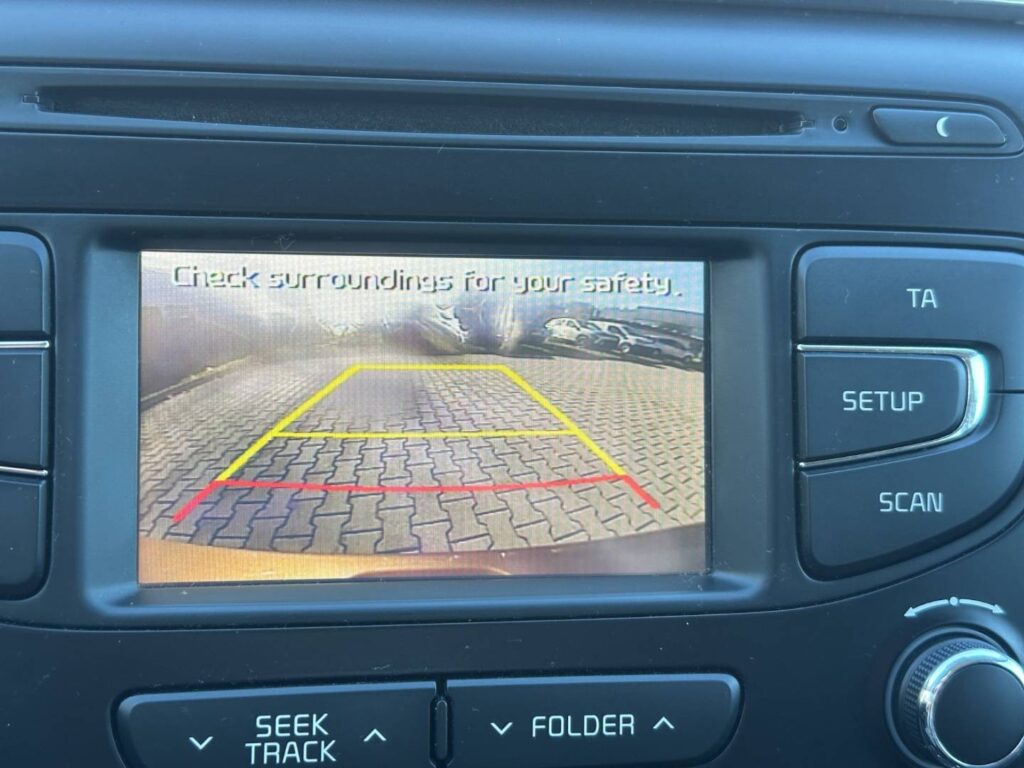 Check surroundings for your safety.
TA
SETUP
SCAN
SEEK
TRACK
FOLDER